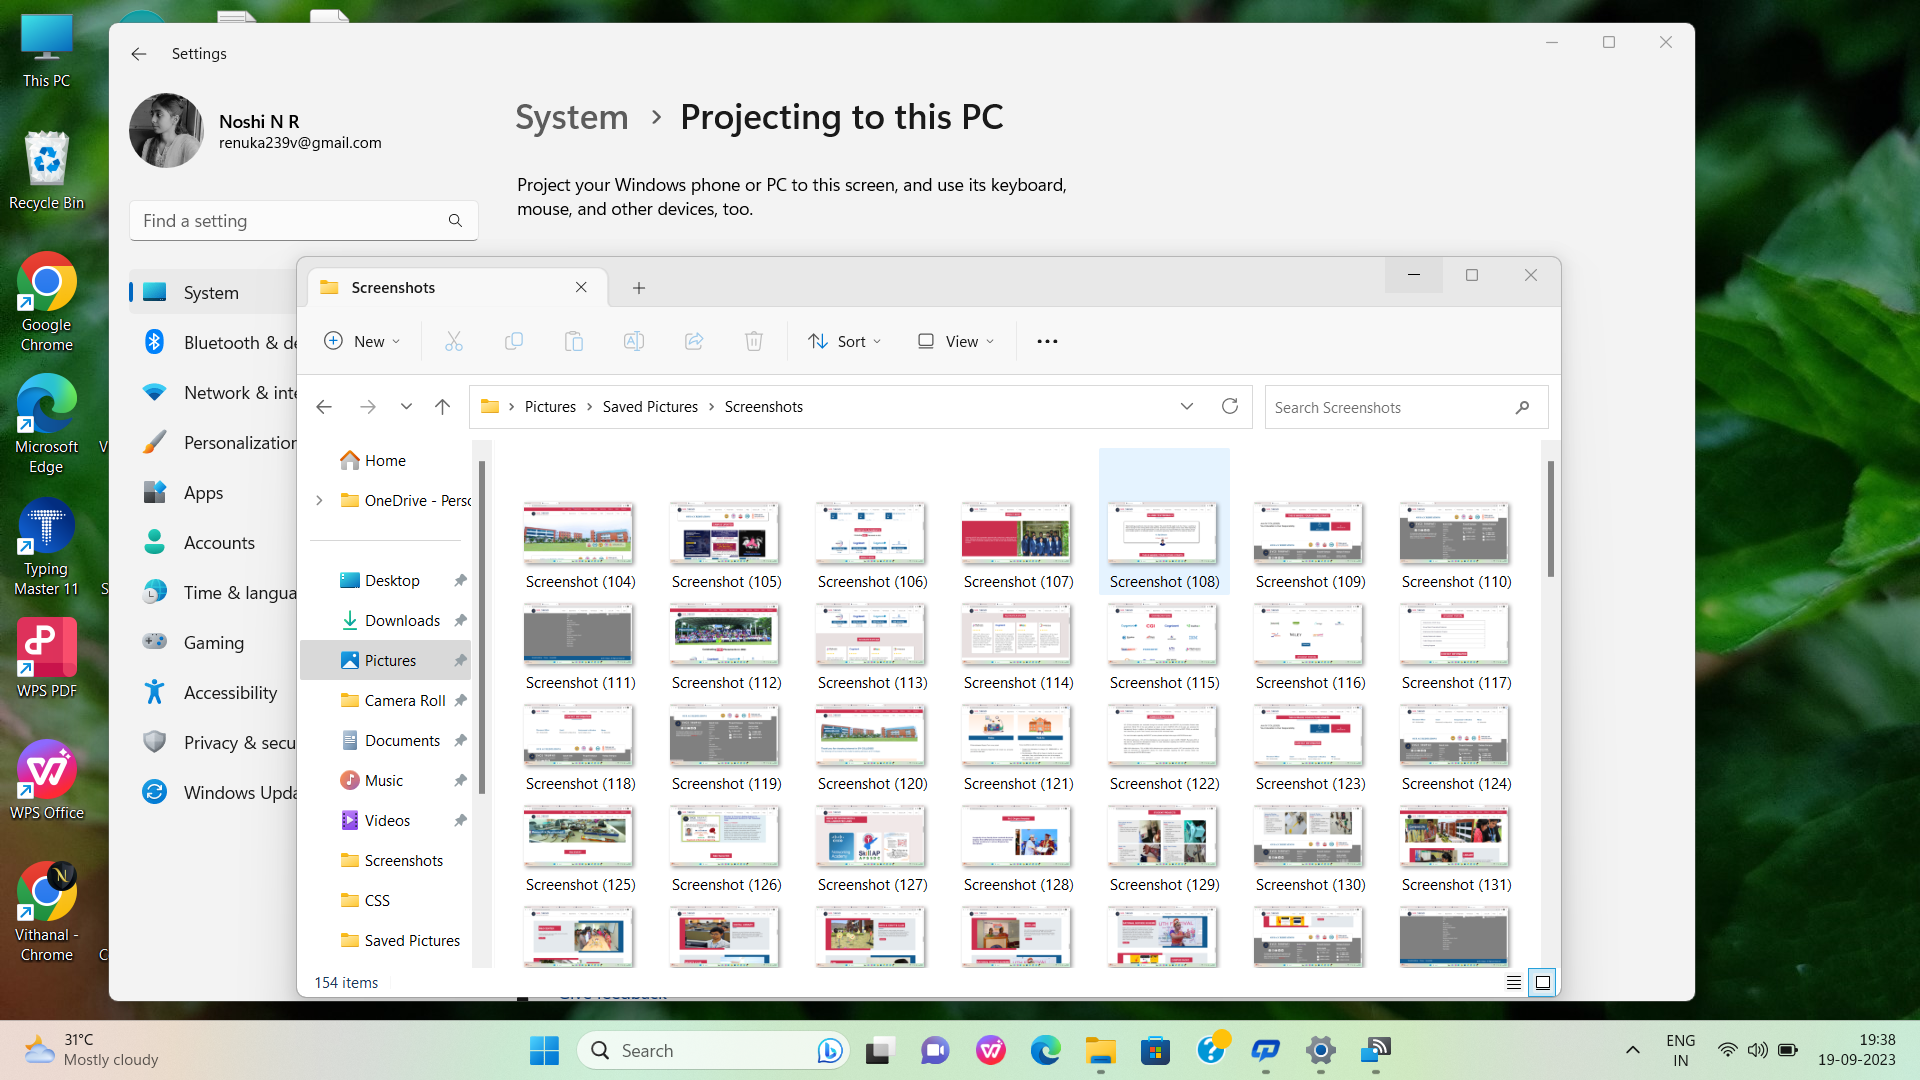 This PC
Recycle Bin
Google
Chrome
Microsoft
Edge
Typing
Master 11
WPS PDF
WPS Office
Vithanal -
Chrome
Settings
Noshi N R
renuka239v@gmail.com
Find a setting
System
Bluetooth & de
Network & inte
Personalization
Apps
Accounts
Time & langua
Gaming
Accessibility
Privacy & secu
Windows Upda
System > Projecting to this PC
Project your Windows phone or PC to this screen, and use its keyboard,
mouse, and other devices, too.
Screenshots
New
Sort
View
Pictures > Saved Pictures > Screenshots
Search Screenshots
Home
OneDrive - Perso
Desktop
Downloads
Pictures
Camera Roll
Documents
Music
Videos
Screenshots
CSS
Saved Pictures
Screenshot (104) Screenshot (105) Screenshot (106) Screenshot (107) Screenshot (108) Screenshot (109) Screenshot (110)
Screenshot (111) Screenshot (112) Screenshot (113) Screenshot (114) Screenshot (115) Screenshot (116) Screenshot (117)
Screenshot (118) Screenshot (119) Screenshot (120) Screenshot (121) Screenshot (122) Screenshot (123) Screenshot (124)
Screenshot (125) Screenshot (126) Screenshot (127) Screenshot (128) Screenshot (129) Screenshot (130) Screenshot (131)
154 items
Give feedback
31°C
Mostly cloudy
Search
ENG
IN
19:38
19-09-2023